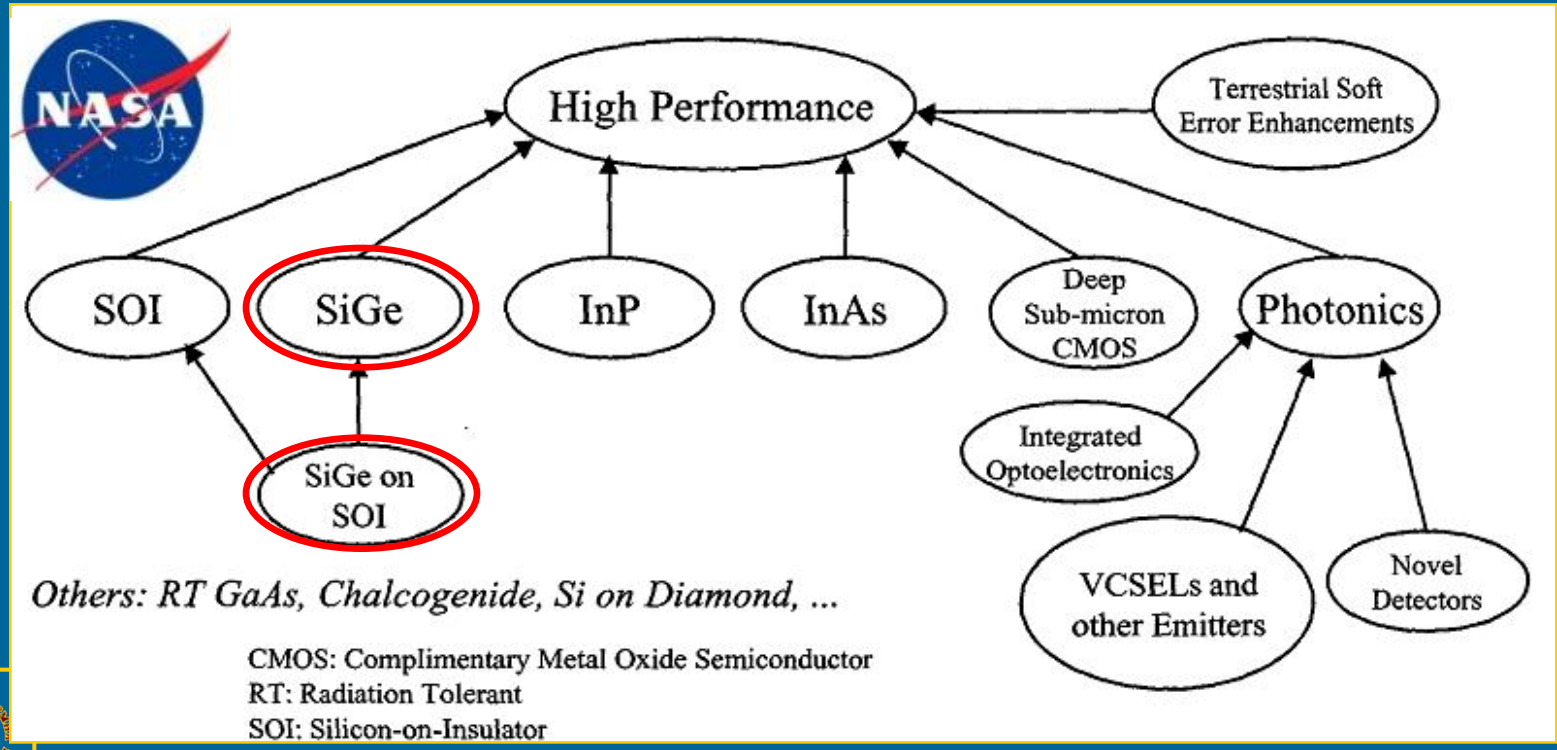 NASA
High Performance
Terrestrial Soft
Error Enhancements
SOI
SiGe
InP
InAs
Deep
Sub-micron
CMOS
Photonics
SiGe on
SOI
Integrated
Optoelectronics
VCSELs and
other Emitters
Novel
Detectors
Others: RT GaAs, Chalcogenide, Si on Diamond, ...
CMOS: Complimentary Metal Oxide Semiconductor
RT: Radiation Tolerant
SOI: Silicon-on-Insulator